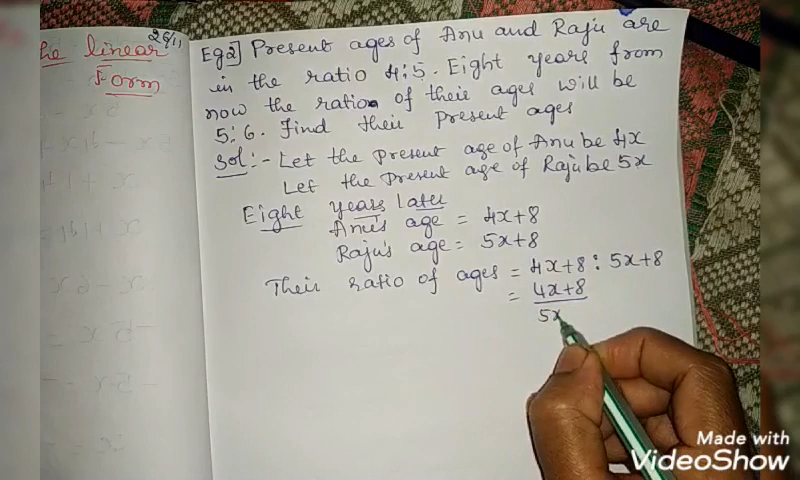 he linear
Form
25/11
Eg2] Present ages of Anu and Raju are
in the ratio 4:5. Eight years from
now the ration of their ages will be
5:6. Find their present ages
Sol:- Let the present age of Anu be 4x
Let the present age of Raju be 5x
Eight years later
Anu's age = 4x+8
Raju's age = 5x+8
Their ratio of ages = 4x+8 : 5x+8
= 4x+8
5x
Made with
VideoShow